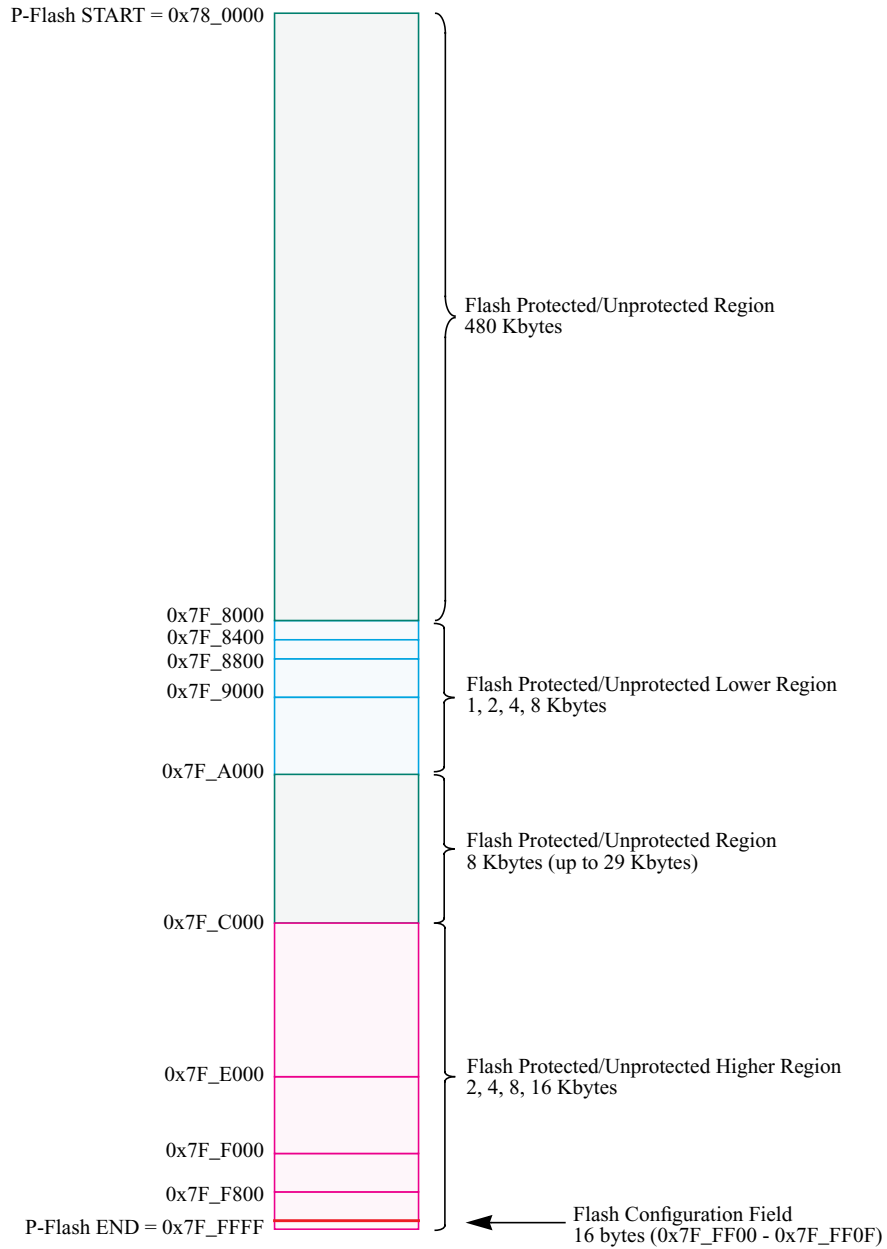 P-Flash START = 0x78_0000
Flash Protected/Unprotected Region
480 Kbytes
0x7F_8000
0x7F_8400
0x7F_8800
0x7F_9000
Flash Protected/Unprotected Lower Region
1, 2, 4, 8 Kbytes
0x7F_A000
Flash Protected/Unprotected Region
8 Kbytes (up to 29 Kbytes)
0x7F_C000
0x7F_E000
Flash Protected/Unprotected Higher Region
2, 4, 8, 16 Kbytes
0x7F_F000
0x7F_F800
P-Flash END = 0x7F_FFFF
Flash Configuration Field
16 bytes (0x7F_FF00 - 0x7F_FF0F)